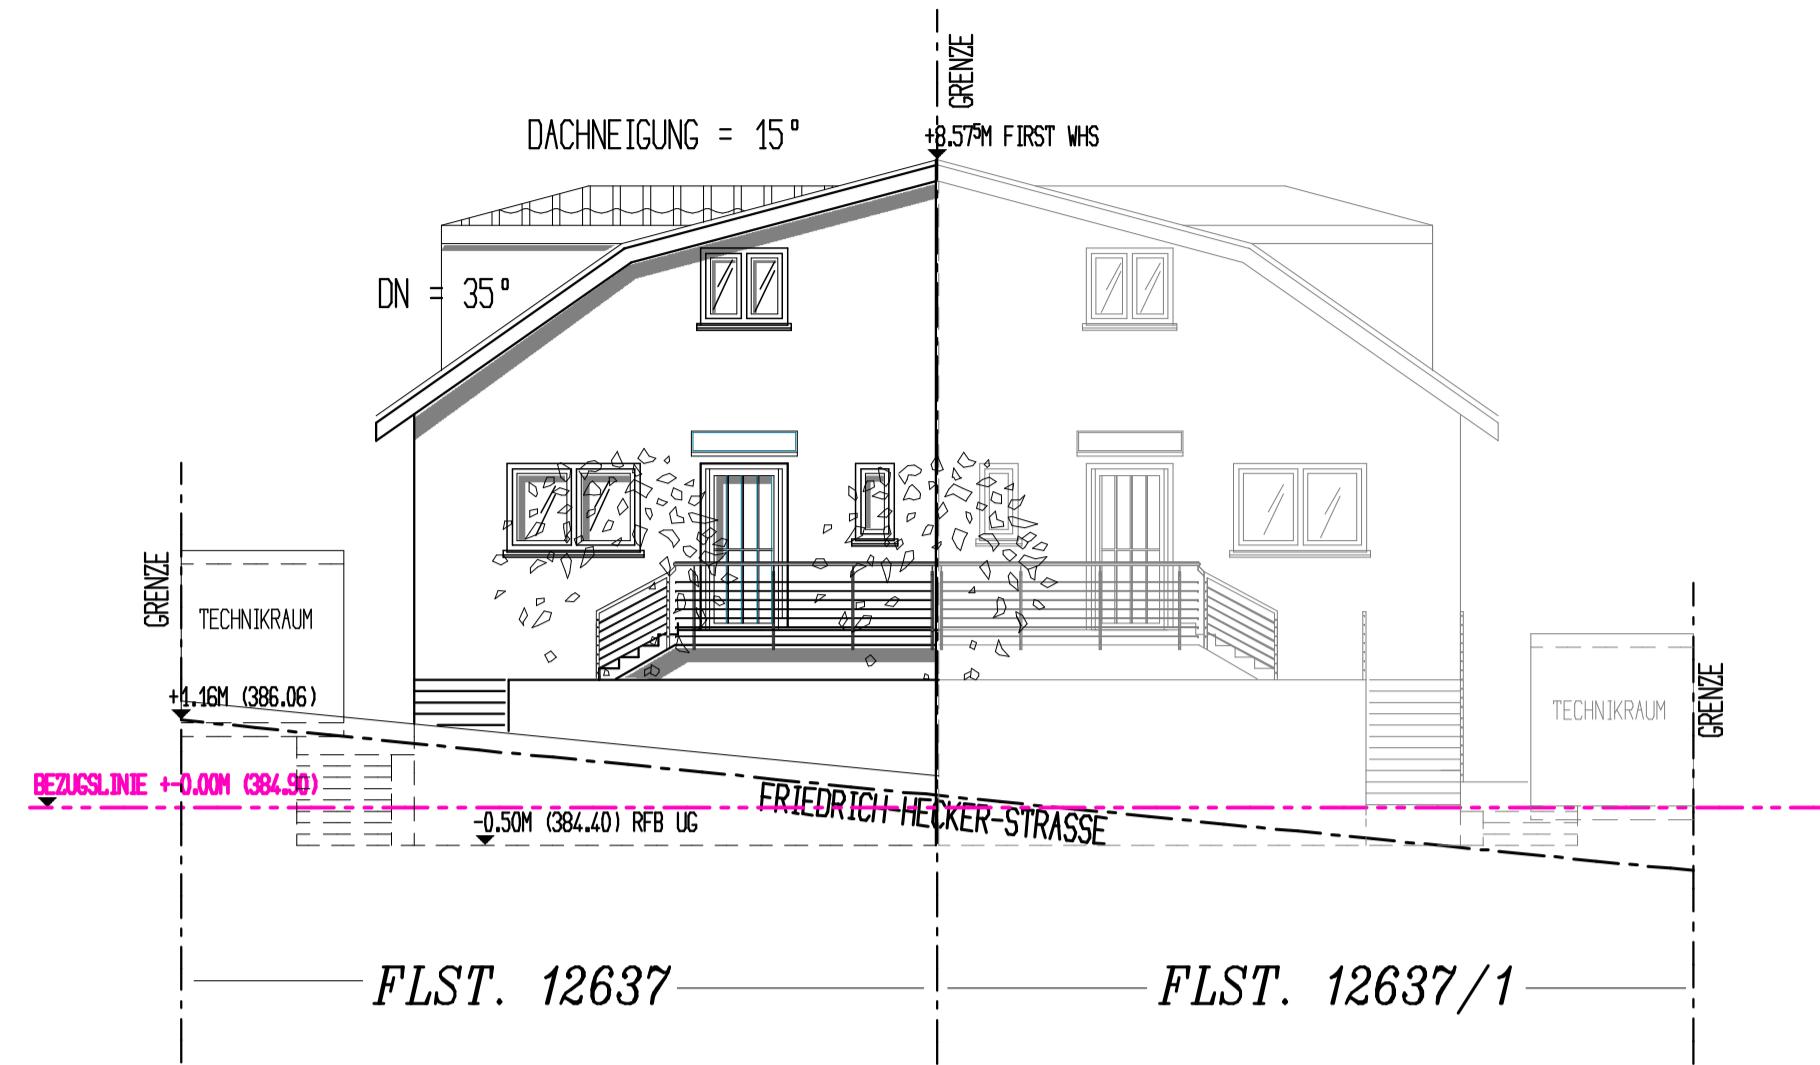 GRENZE
DACHNEIGUNG = 15°
+8.57⁵M FIRST WHS
DN = 35°
GRENZE
TECHNIKRAUM
+1.16M (386.06)
TECHNIKRAUM
GRENZE
BEZUGSLINIE +-0.00M (384.90)
-0.50M (384.40) RFB UG
FRIEDRICH-HECKER-STRASSE
FLST. 12637
FLST. 12637/1